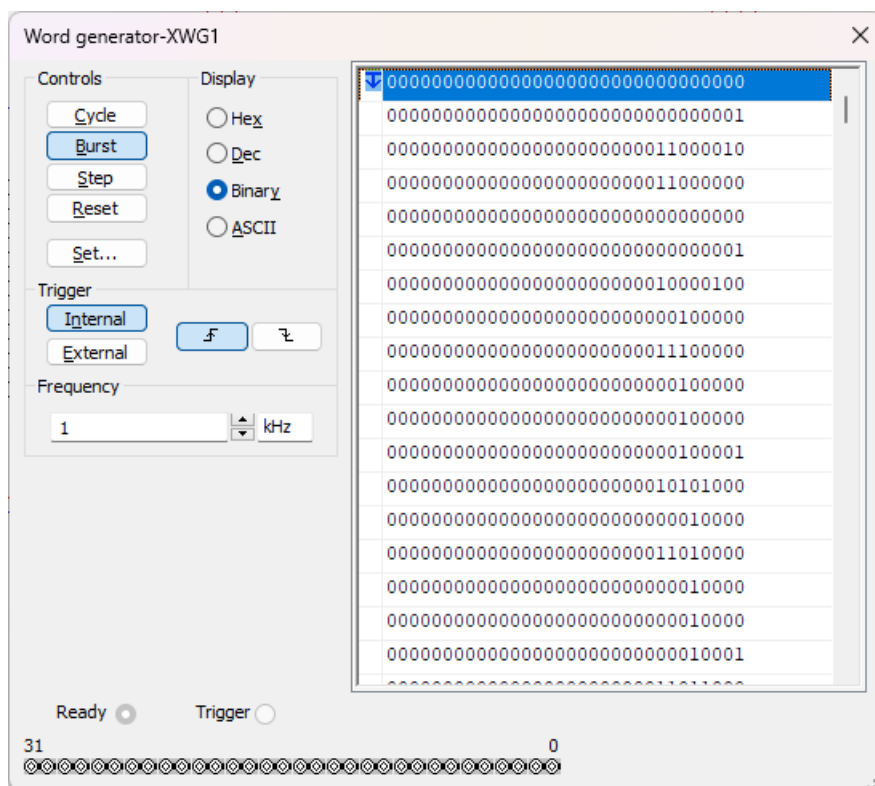 Word generator-XWG1
Controls
Cycle
Burst
Step
Reset
Set...
Display
Hex
Dec
Binary
ASCII
Trigger
Internal
External
Frequency
1
kHz
00000000000000000000000000000000
00000000000000000000000000000001
00000000000000000000000011000010
00000000000000000000000011000000
00000000000000000000000000000000
00000000000000000000000000000001
00000000000000000000000010000100
00000000000000000000000000100000
00000000000000000000000011100000
00000000000000000000000000100000
00000000000000000000000000100000
00000000000000000000000000100001
00000000000000000000000010101000
00000000000000000000000000010000
00000000000000000000000011010000
00000000000000000000000000010000
00000000000000000000000000010000
00000000000000000000000000010001
Ready
Trigger
31
0